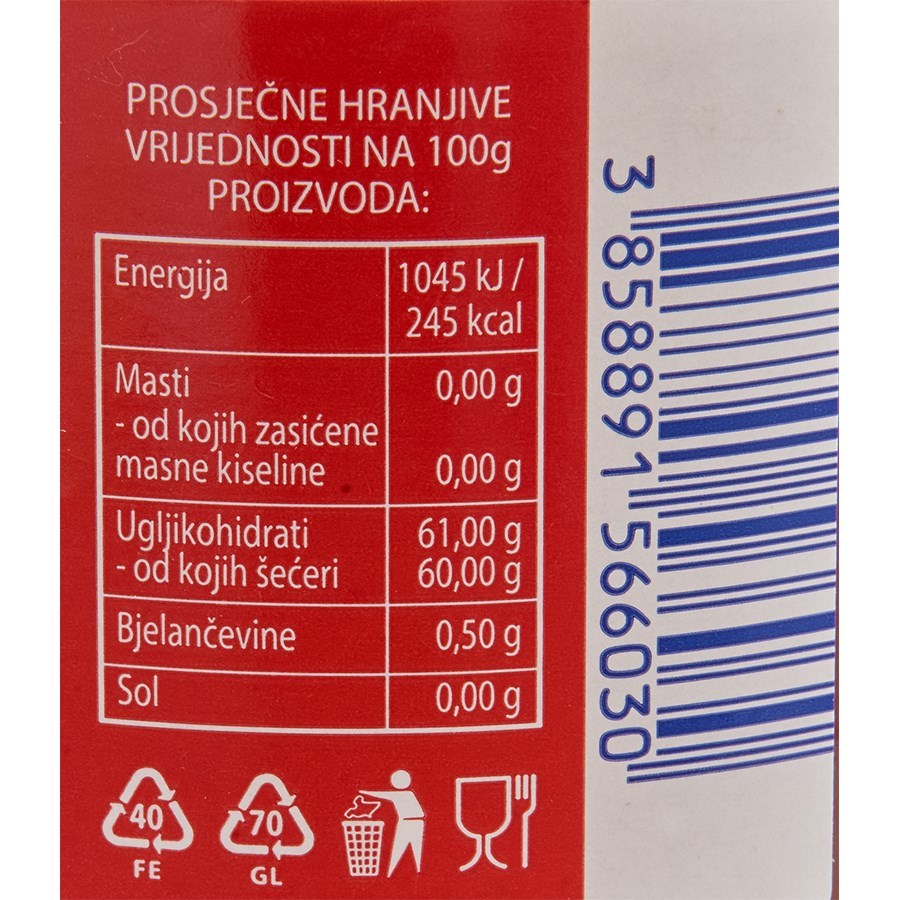 PROSJEČNE HRANJIVE
VRIJEDNOSTI NA 100g
PROIZVODA:
Energija 1045 kJ /
245 kcal
Masti 0,00 g
- od kojih zasićene
masne kiseline 0,00 g
Ugljikohidrati 61,00 g
- od kojih šećeri 60,00 g
Bjelančevine 0,50 g
Sol 0,00 g
40
FE
70
GL
3 858891 566030